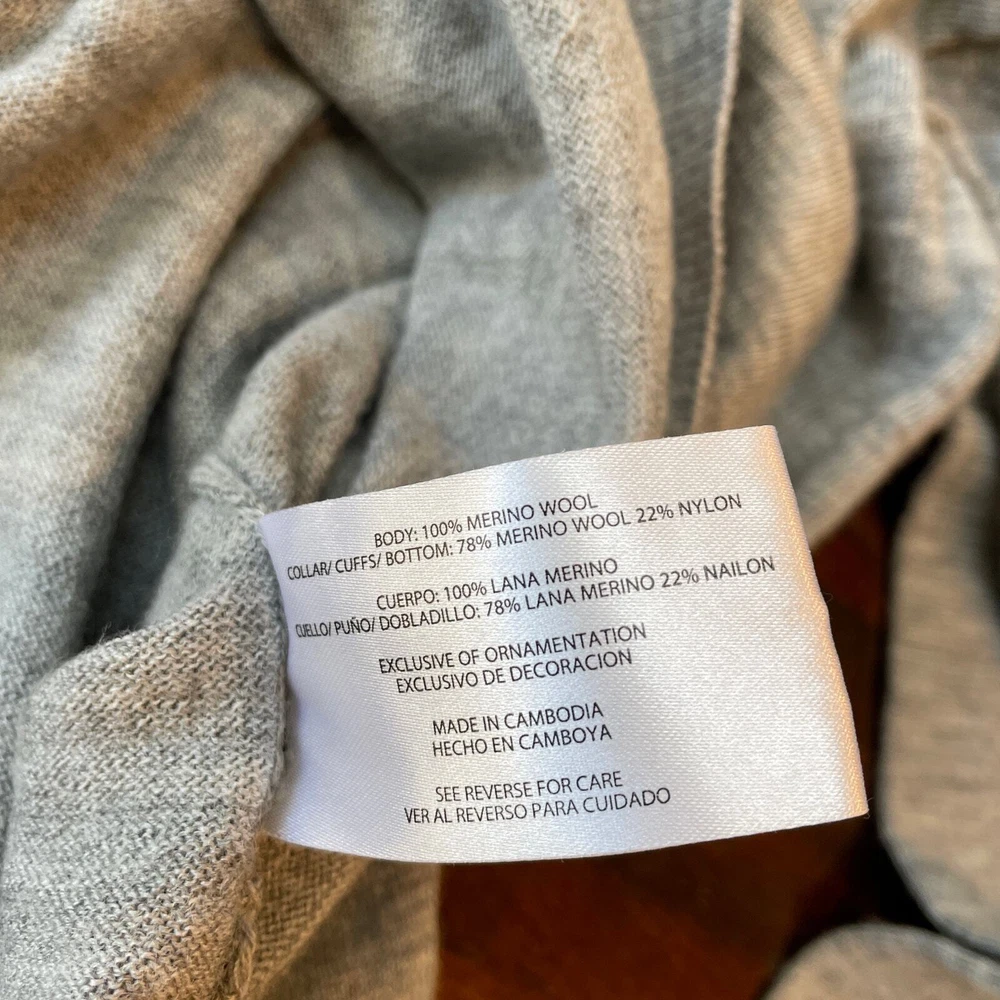 BODY: 100% MERINO WOOL
COLLAR/ CUFFS/ BOTTOM: 78% MERINO WOOL 22% NYLON
CUERPO: 100% LANA MERINO
CUELLO/ PUÑO/ DOBLADILLO: 78% LANA MERINO 22% NAILON
EXCLUSIVE OF ORNAMENTATION
EXCLUSIVO DE DECORACION
MADE IN CAMBODIA
HECHO EN CAMBOYA
SEE REVERSE FOR CARE
VER AL REVERSO PARA CUIDADO